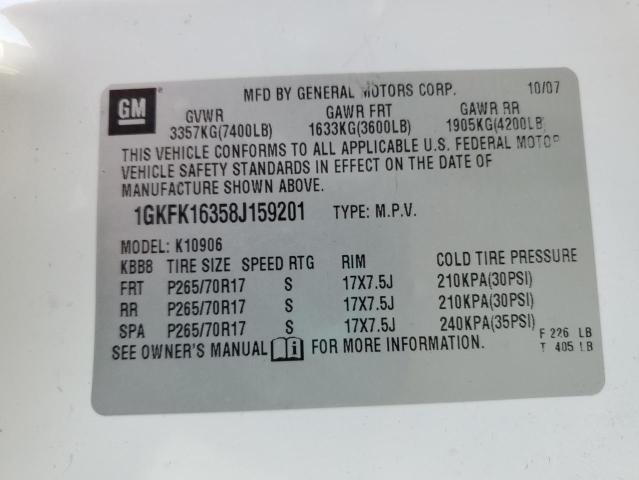 GM
MFD BY GENERAL MOTORS CORP. 10/07
GVWR GAWR FRT GAWR RR
3357KG(7400LB) 1633KG(3600LB) 1905KG(4200LB)
THIS VEHICLE CONFORMS TO ALL APPLICABLE U.S. FEDERAL MOTOR
VEHICLE SAFETY STANDARDS IN EFFECT ON THE DATE OF
MANUFACTURE SHOWN ABOVE.
1GKFK16358J159201 TYPE: M.P.V.
MODEL: K10906
KBB8 TIRE SIZE SPEED RTG RIM COLD TIRE PRESSURE
FRT P265/70R17 S 17X7.5J 210KPA(30PSI)
RR P265/70R17 S 17X7.5J 210KPA(30PSI)
SPA P265/70R17 S 17X7.5J 240KPA(35PSI)
SEE OWNER'S MANUAL i FOR MORE INFORMATION.
F 226 LB
T 405 LB